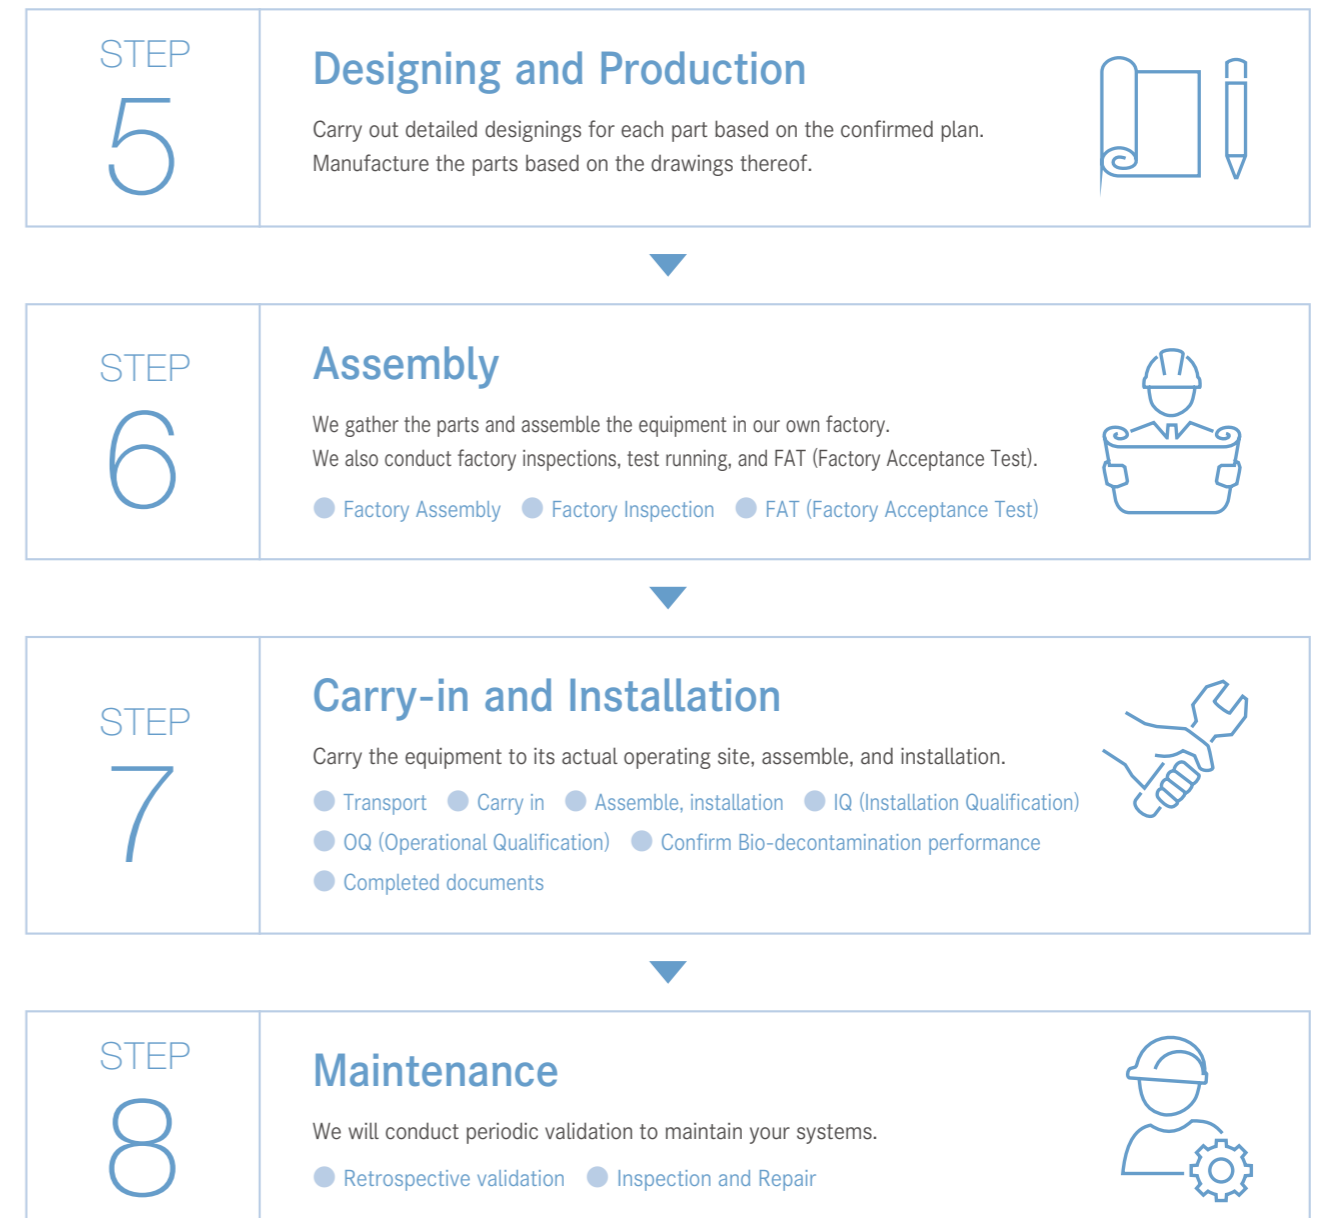 STEP
5
Designing and Production
Carry out detailed designings for each part based on the confirmed plan.
Manufacture the parts based on the drawings thereof.
STEP
6
Assembly
We gather the parts and assemble the equipment in our own factory.
We also conduct factory inspections, test running, and FAT (Factory Acceptance Test).
Factory Assembly Factory Inspection FAT (Factory Acceptance Test)
STEP
7
Carry-in and Installation
Carry the equipment to its actual operating site, assemble, and installation.
Transport Carry in Assemble, installation IQ (Installation Qualification)
OQ (Operational Qualification) Confirm Bio-decontamination performance
Completed documents
STEP
8
Maintenance
We will conduct periodic validation to maintain your systems.
Retrospective validation Inspection and Repair